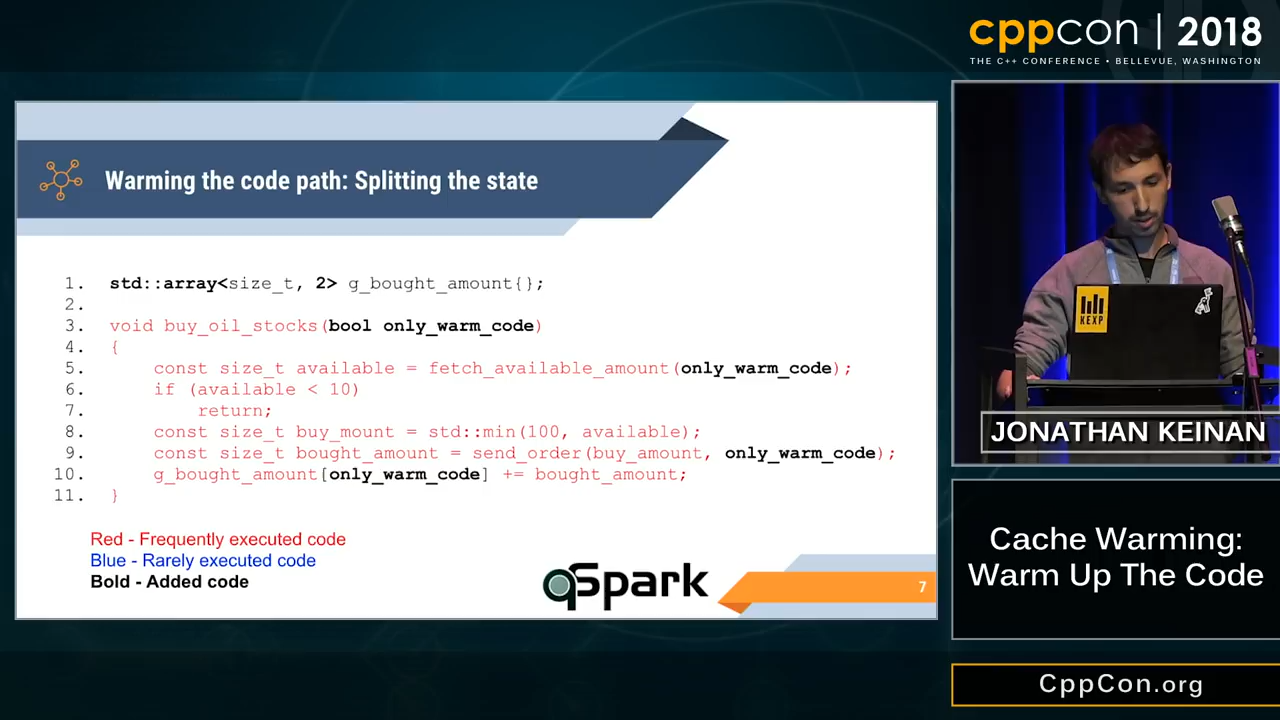 cppcon | 2018
THE C++ CONFERENCE • BELLEVUE, WASHINGTON
Warming the code path: Splitting the state
1. std::array<size_t, 2> g_bought_amount{};
2.
3. void buy_oil_stocks(bool only_warm_code)
4. {
5. const size_t available = fetch_available_amount(only_warm_code);
6. if (available < 10)
7. return;
8. const size_t buy_mount = std::min(100, available);
9. const size_t bought_amount = send_order(buy_amount, only_warm_code);
10. g_bought_amount[only_warm_code] += bought_amount;
11. }
Red - Frequently executed code
Blue - Rarely executed code
Bold - Added code
qSpark
7
KEXP
JONATHAN KEINAN
Cache Warming:
Warm Up The Code
CppCon.org